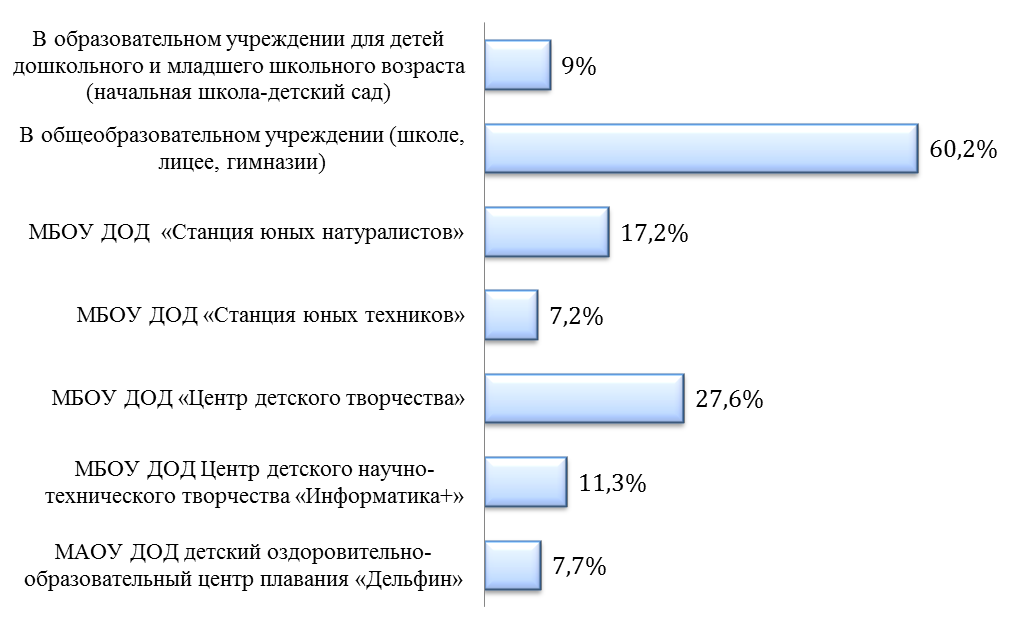 В образовательном учреждении для детей
дошкольного и младшего школьного возраста
(начальная школа-детский сад)
9%
В общеобразовательном учреждении (школе,
лицее, гимназии)
60,2%
МБОУ ДОД «Станция юных натуралистов»
17,2%
МБОУ ДОД «Станция юных техников»
7,2%
МБОУ ДОД «Центр детского творчества»
27,6%
МБОУ ДОД Центр детского научно-
технического творчества «Информатика+»
11,3%
МАОУ ДОД детский оздоровительно-
образовательный центр плавания «Дельфин»
7,7%